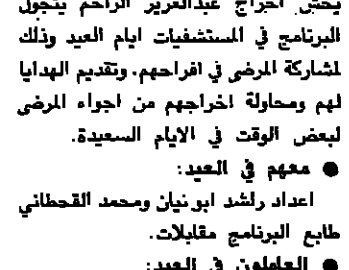 اخراج عبدالعزيز الراحم يتجول
البرنامج في المستشفيات ايام العيد وذلك
لمشاركة المرضى في افراحهم. وتقديم الهدايا
لهم ومحاولة اخراجهم من اجواء المرضى
لبعض الوقت في الايام السعيدة.
● معهم في العيد:
اعداد راشد ابو نيان ومحمد القحطاني
طابع البرنامج مقابلات.
● العاملون في العيد: